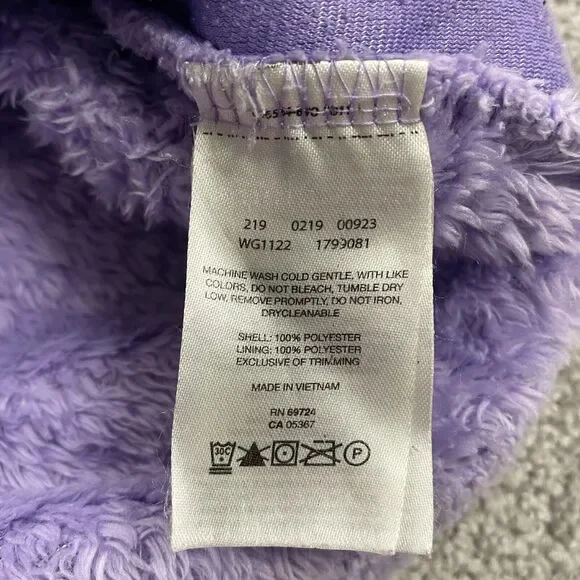 219 0219 00923
WG1122 1799081
MACHINE WASH COLD GENTLE, WITH LIKE
COLORS, DO NOT BLEACH, TUMBLE DRY
LOW, REMOVE PROMPTLY, DO NOT IRON,
DRYCLEANABLE
SHELL: 100% POLYESTER
LINING: 100% POLYESTER
EXCLUSIVE OF TRIMMING
MADE IN VIETNAM
RN 69724
CA 05367
30C P